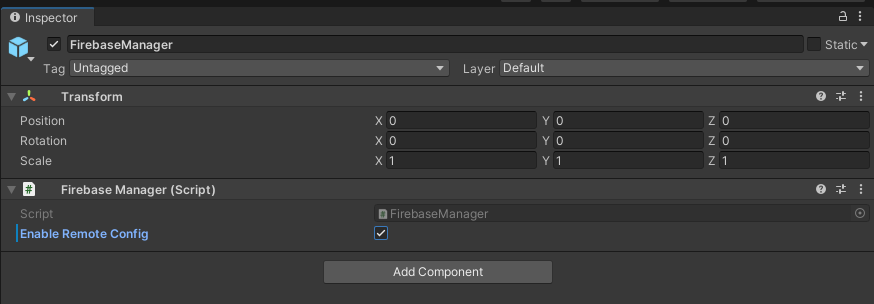 Inspector
FirebaseManager Static
Tag Untagged Layer Default
Transform
Position X 0 Y 0 Z 0
Rotation X 0 Y 0 Z 0
Scale X 1 Y 1 Z 1
# Firebase Manager (Script)
Script # FirebaseManager
Enable Remote Config
Add Component